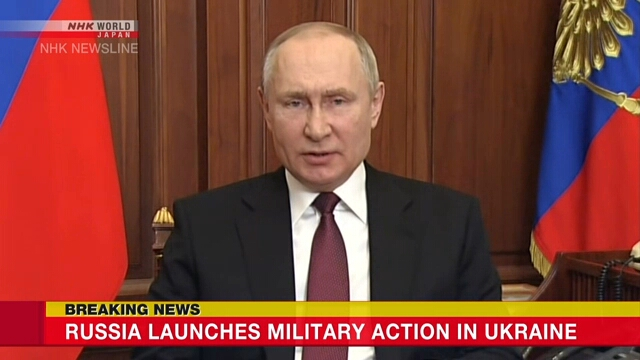 NHK WORLD
JAPAN
NHK NEWSLINE
BREAKING NEWS
RUSSIA LAUNCHES MILITARY ACTION IN UKRAINE